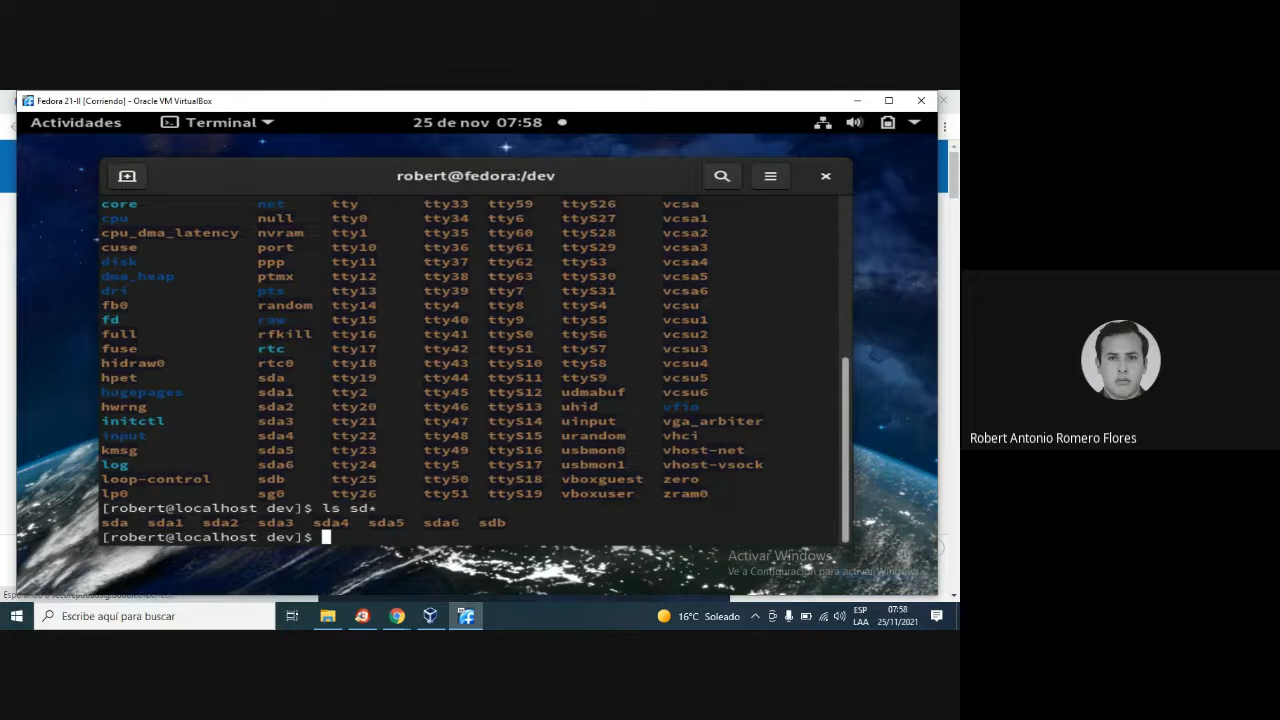 Fedora 21-II [Corriendo] - Oracle VM VirtualBox
Actividades Terminal 25 de nov 07:58
robert@fedora:/dev
core net tty tty33 tty59 ttyS26 vcsa
cpu null tty0 tty34 tty6 ttyS27 vcsa1
cpu_dma_latency nvram tty1 tty35 tty60 ttyS28 vcsa2
cuse port tty10 tty36 tty61 ttyS29 vcsa3
disk ppp tty11 tty37 tty62 ttyS3 vcsa4
dma_heap ptmx tty12 tty38 tty63 ttyS30 vcsa5
dri pts tty13 tty39 tty7 ttyS31 vcsa6
fb0 random tty14 tty4 tty8 ttyS4 vcsu
fd raw tty15 tty40 tty9 ttyS5 vcsu1
full rfkill tty16 tty41 ttyS0 ttyS6 vcsu2
fuse rtc tty17 tty42 ttyS1 ttyS7 vcsu3
hidraw0 rtc0 tty18 tty43 ttyS10 ttyS8 vcsu4
hpet sda tty19 tty44 ttyS11 ttyS9 vcsu5
hugepages sda1 tty2 tty45 ttyS12 udmabuf vcsu6
hwrng sda2 tty20 tty46 ttyS13 uhid vfio
initctl sda3 tty21 tty47 ttyS14 uinput vga_arbiter
input sda4 tty22 tty48 ttyS15 urandom vhci
kmsg sda5 tty23 tty49 ttyS16 usbmon0 vhost-net
log sda6 tty24 tty5 ttyS17 usbmon1 vhost-vsock
loop-control sdb tty25 tty50 ttyS18 vboxguest zero
lp0 sg0 tty26 tty51 ttyS19 vboxuser zram0
[robert@localhost dev]$ ls sd*
sda sda1 sda2 sda3 sda4 sda5 sda6 sdb
[robert@localhost dev]$
Activar Windows
Ve a Configuración para activar Windows.
Escribe aquí para buscar
16°C Soleado
ESP
LAA
07:58
25/11/2021
Robert Antonio Romero Flores